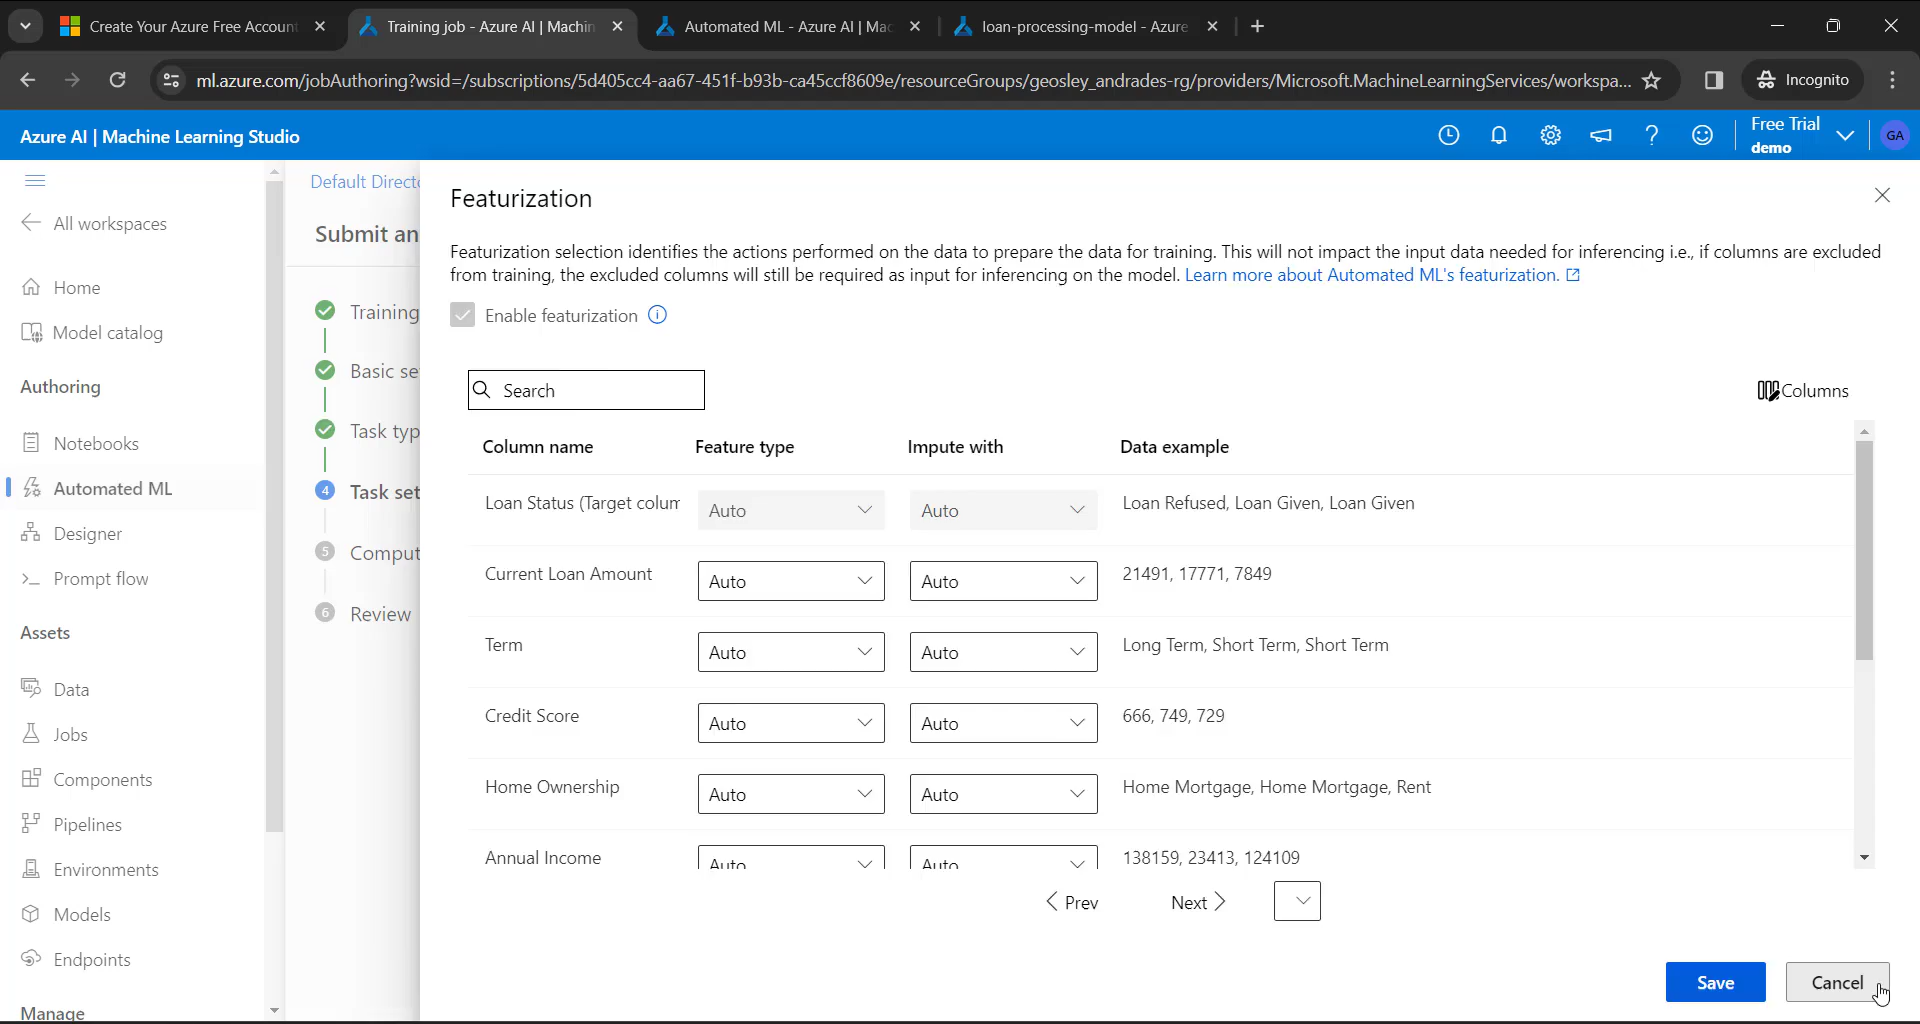 Create Your Azure Free Account
Training job - Azure AI | Machin
Automated ML - Azure AI | Mac
loan-processing-model - Azure
ml.azure.com/jobAuthoring?wsid=/subscriptions/5d405cc4-aa67-451f-b93b-ca45ccf8609e/resourceGroups/geosley_andrades-rg/providers/Microsoft.MachineLearningServices/workspa...
Incognito
Azure AI | Machine Learning Studio
Free Trial
demo
GA
All workspaces
Home
Model catalog
Authoring
Notebooks
Automated ML
Designer
Prompt flow
Assets
Data
Jobs
Components
Pipelines
Environments
Models
Endpoints
Manage
Default Directo
Submit an
Training
Basic se
Task typ
4 Task set
5 Comput
6 Review
Featurization
Featurization selection identifies the actions performed on the data to prepare the data for training. This will not impact the input data needed for inferencing i.e., if columns are excluded
from training, the excluded columns will still be required as input for inferencing on the model. Learn more about Automated ML's featurization.
Enable featurization
Search
Columns
Column name Feature type Impute with Data example
Loan Status (Target colum Auto Auto Loan Refused, Loan Given, Loan Given
Current Loan Amount Auto Auto 21491, 17771, 7849
Term Auto Auto Long Term, Short Term, Short Term
Credit Score Auto Auto 666, 749, 729
Home Ownership Auto Auto Home Mortgage, Home Mortgage, Rent
Annual Income Auto Auto 138159, 23413, 124109
Prev Next
Save Cancel